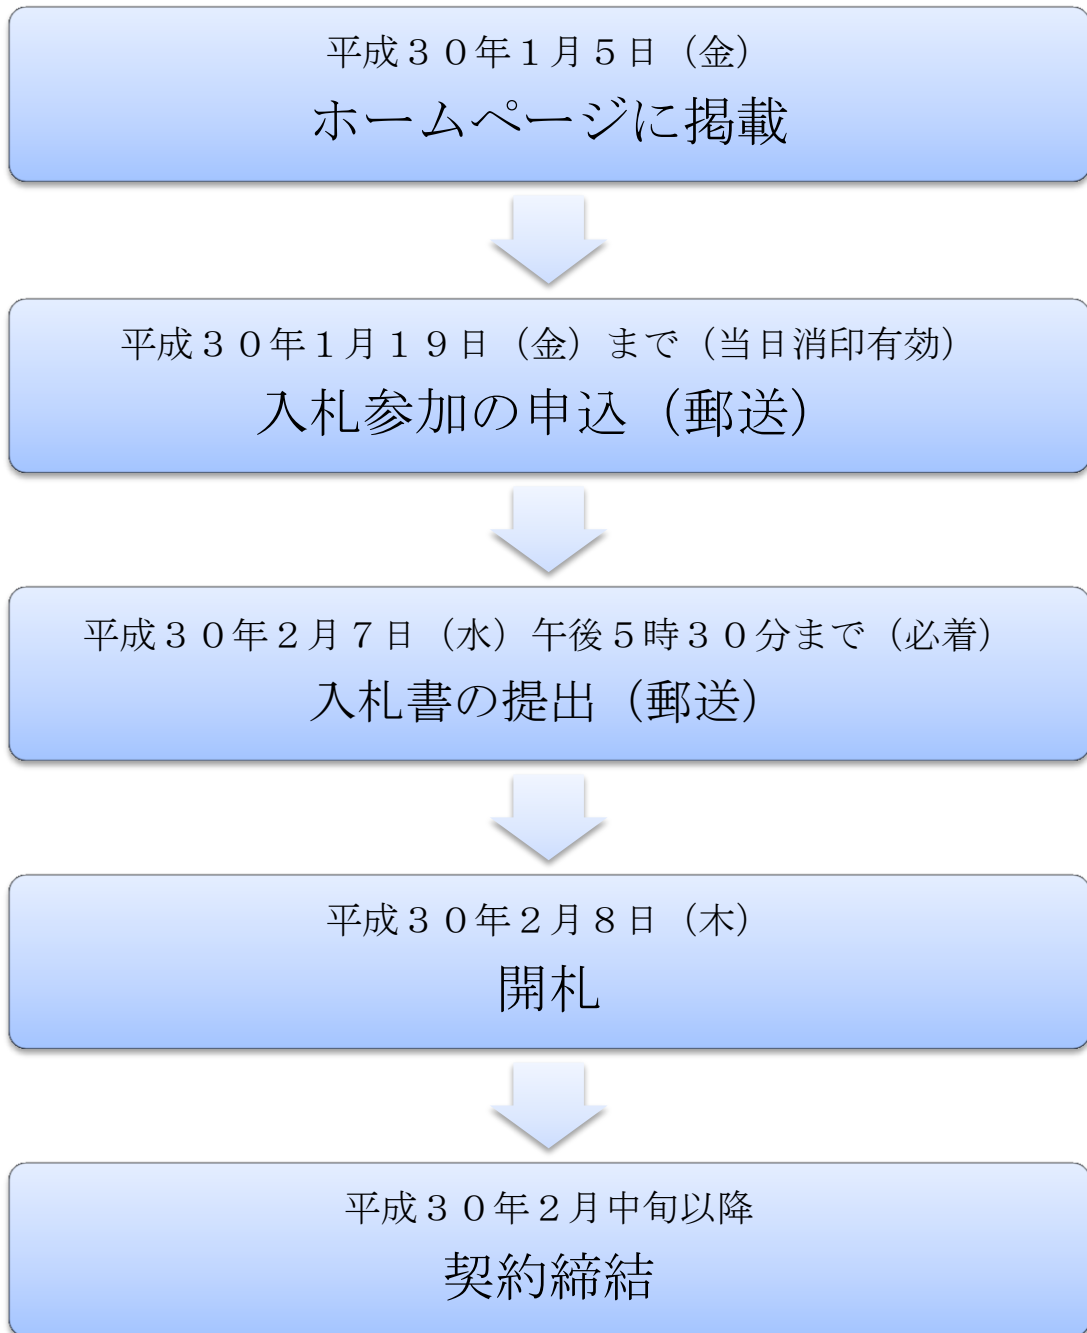 平成３０年１月５日（金）
ホームページに掲載
平成３０年１月１９日（金）まで（当日消印有効）
入札参加の申込（郵送）
平成３０年２月７日（水）午後５時３０分まで（必着）
入札書の提出（郵送）
平成３０年２月８日（木）
開札
平成３０年２月中旬以降
契約締結